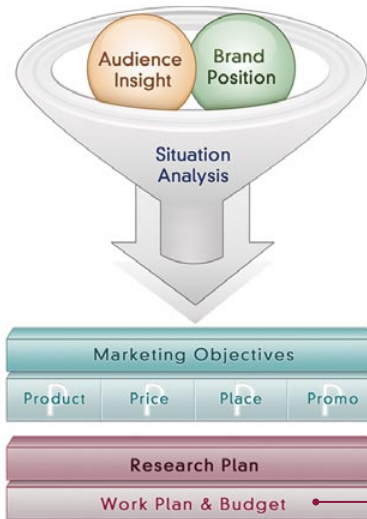 Audience Brand
Insight Position
Situation
Analysis
Marketing Objectives
Product Price Place Promo
Research Plan
Work Plan & Budget